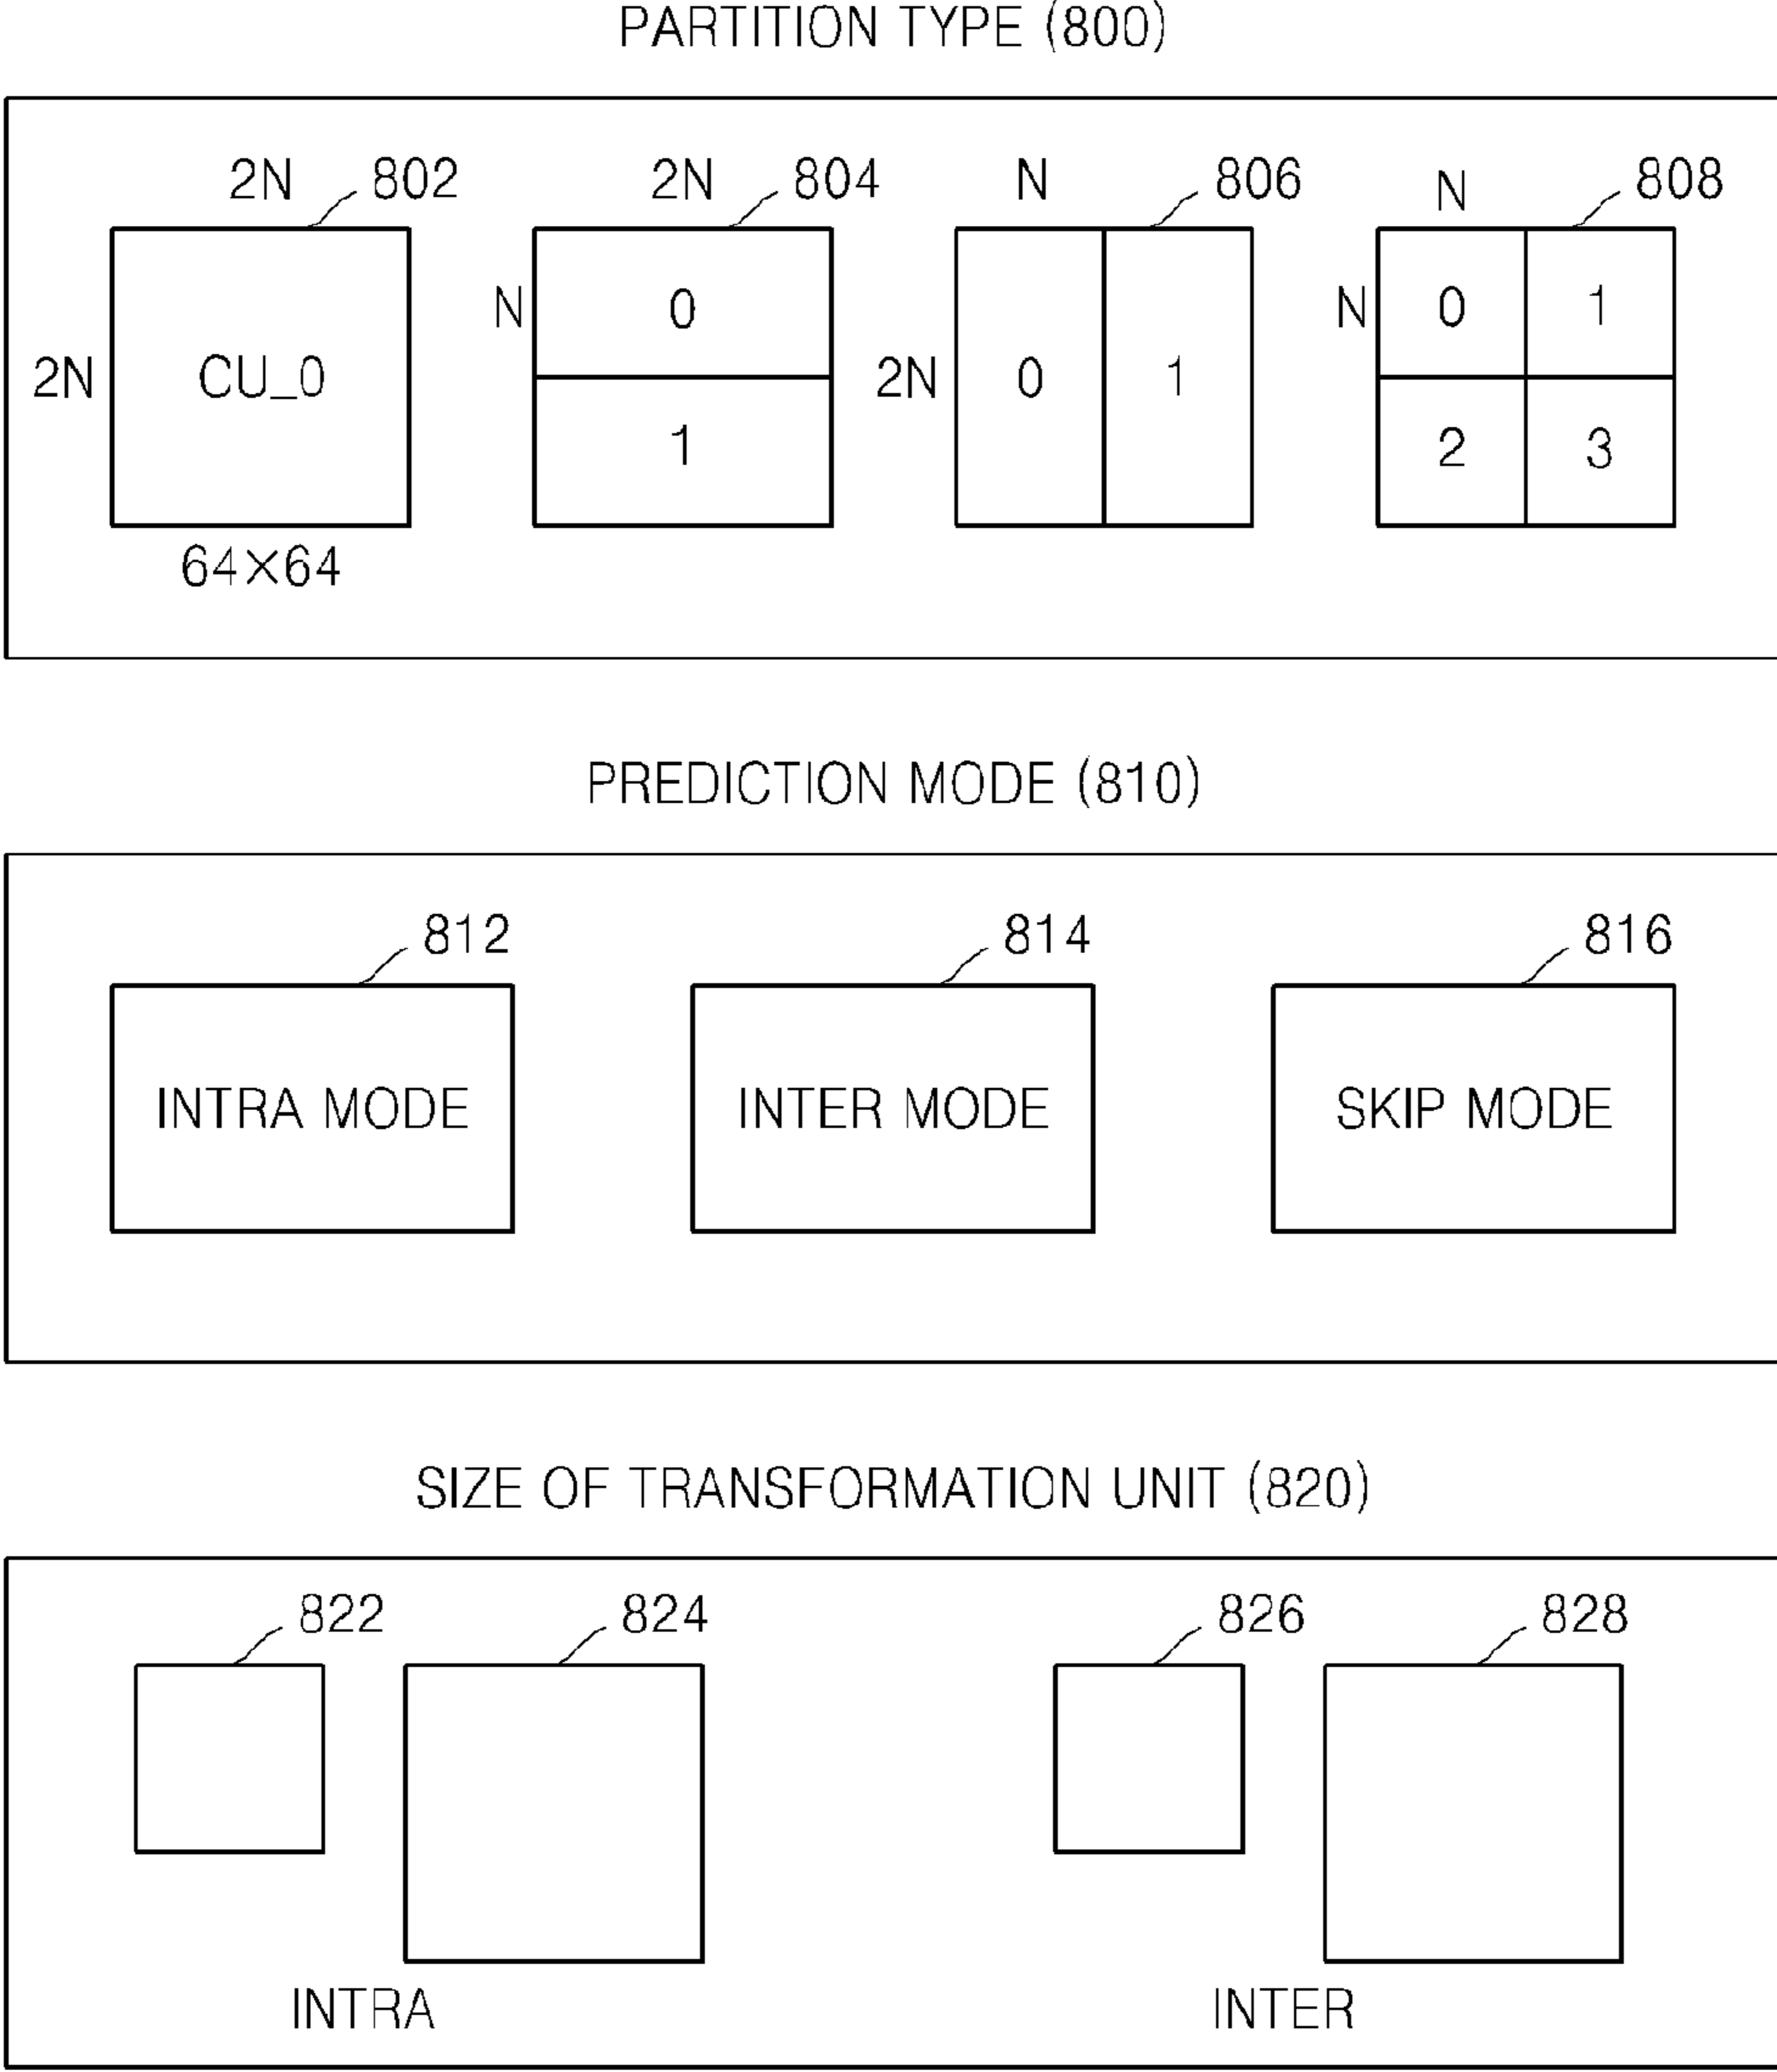 PARTITION TYPE (800)
2N 802 2N 804 N 806 N 808
N 0 N 0 1
2N CU_0 2N 0 1
1 2 3
64×64
PREDICTION MODE (810)
812 814 816
INTRA MODE INTER MODE SKIP MODE
SIZE OF TRANSFORMATION UNIT (820)
822 824 826 828
INTRA INTER